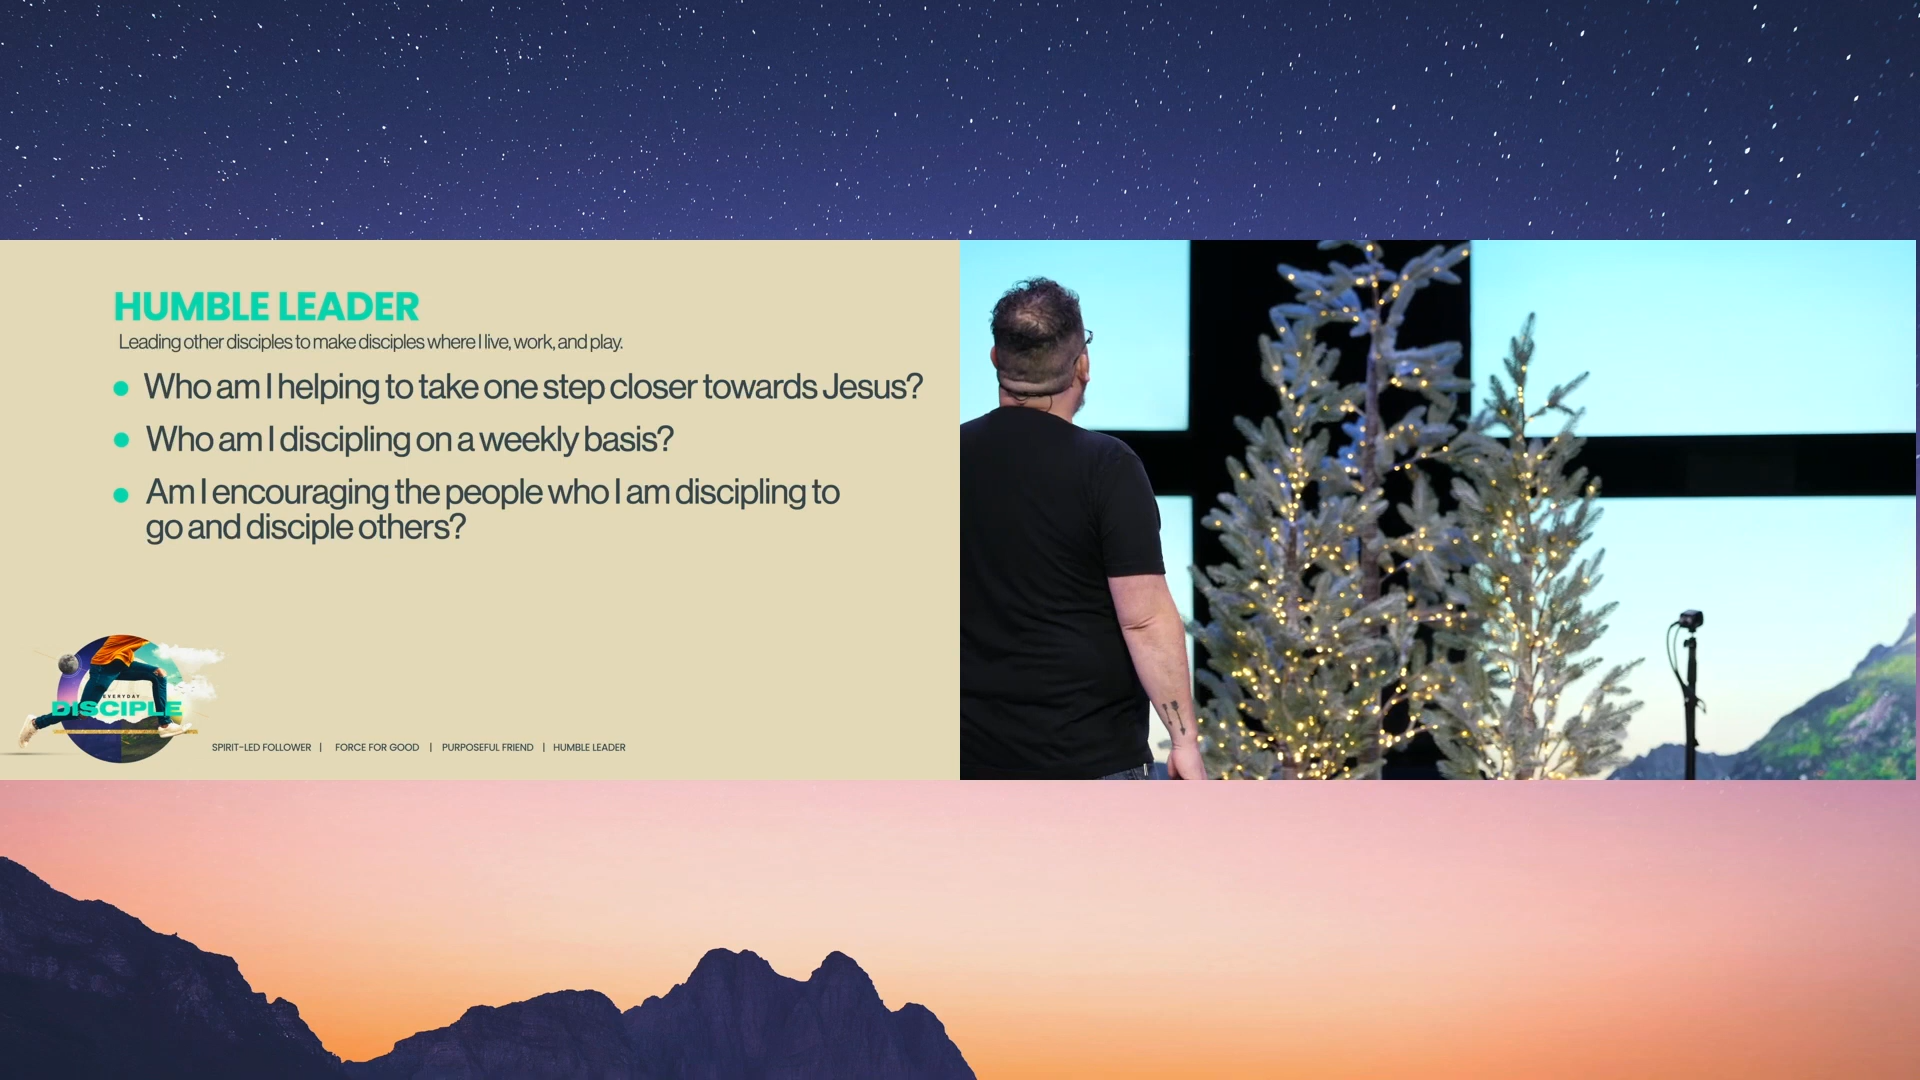 HUMBLE LEADER
Leading other disciples to make disciples where I live, work, and play.
Who am I helping to take one step closer towards Jesus?
Who am I discipling on a weekly basis?
Am I encouraging the people who I am discipling to
go and disciple others?
EVERYDAY
DISCIPLE
SPIRIT-LED FOLLOWER | FORCE FOR GOOD | PURPOSEFUL FRIEND | HUMBLE LEADER